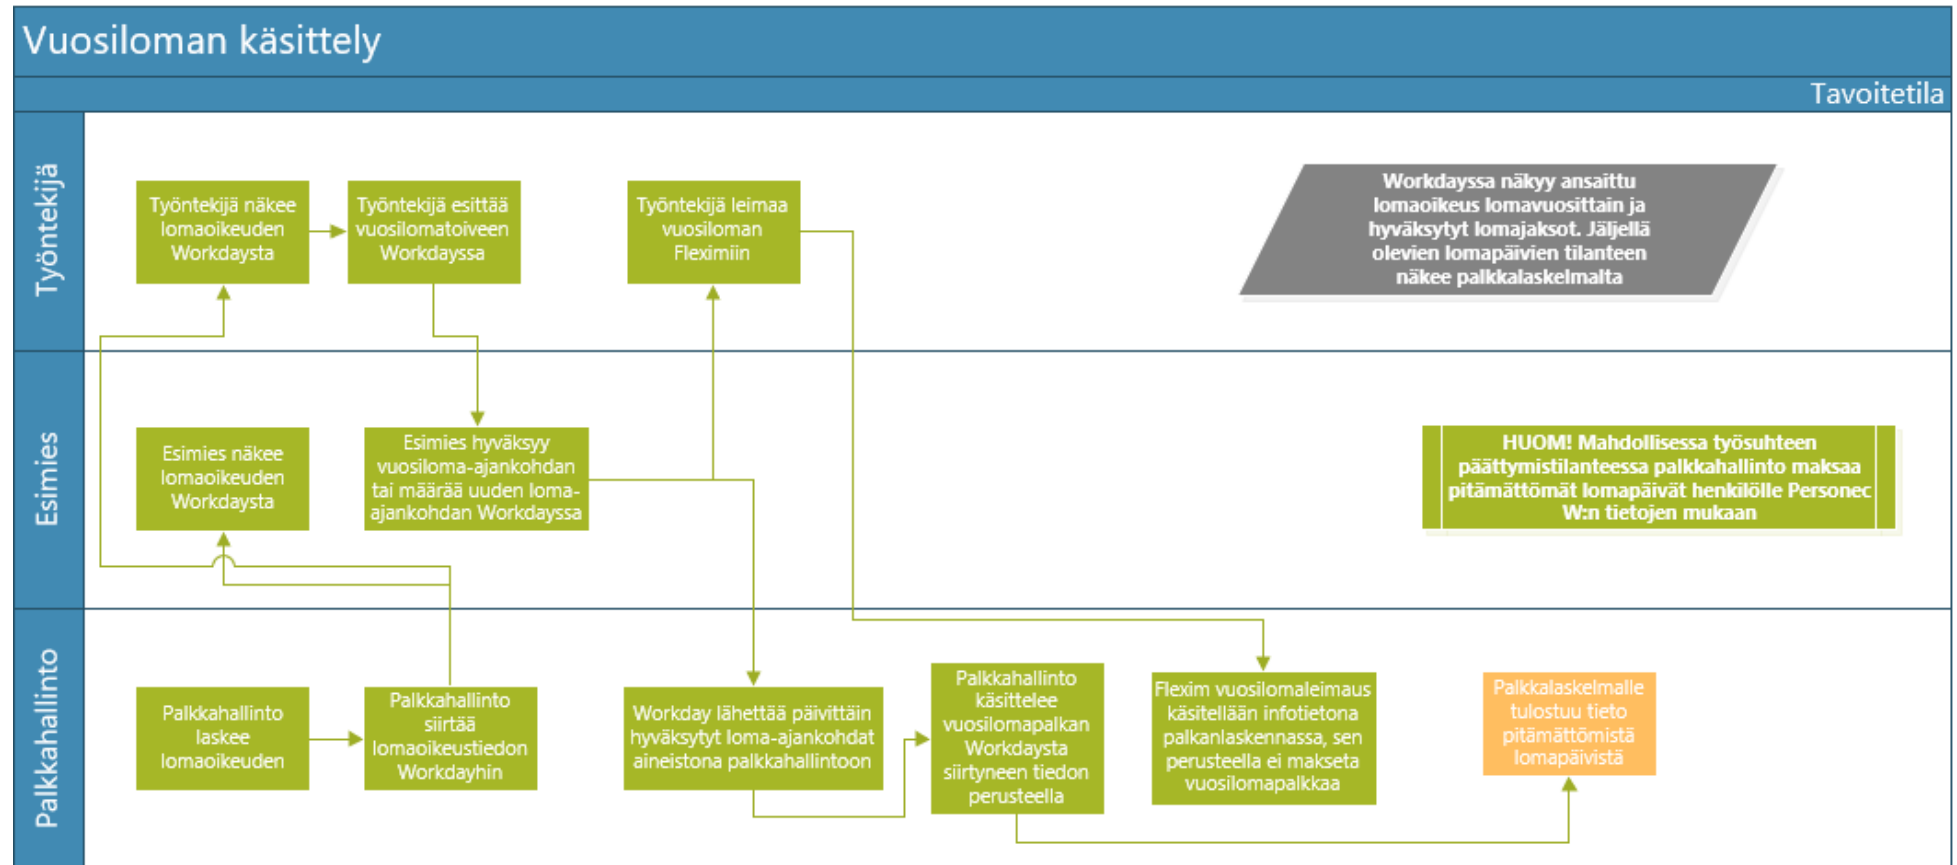 Vuosiloman käsittely
Tavoitetila
Työntekijä
Työntekijä näkee
lomaoikeuden
Workdaysta
Työntekijä esittää
vuosilomatoiveen
Workdayssa
Työntekijä leimaa
vuosiloman
Fleximiin
Workdayssa näkyy ansaittu
lomaoikeus lomavuosittain ja
hyväksytyt lomajaksot. Jäljellä
olevien lomapäivien tilanteen
näkee palkkalaskelmalta
Esimies
Esimies näkee
lomaoikeuden
Workdaysta
Esimies hyväksyy
vuosiloma-ajankohdan
tai määrää uuden loma-
ajankohdan Workdayssa
HUOM! Mahdollisessa työsuhteen
päättymistilanteessa palkkahallinto maksaa
pitämättömät lomapäivät henkilölle Personec
W:n tietojen mukaan
Palkkahallinto
Palkkahallinto
laskee
lomaoikeuden
Palkkahallinto
siirtää
lomaoikeustiedon
Workdayhin
Workday lähettää päivittäin
hyväksytyt loma-ajankohdat
aineistona palkkahallintoon
Palkkahallinto
käsittelee
vuosilomapalkan
Workdaysta
siirtyneen tiedon
perusteella
Flexim vuosilomaleimaus
käsitellään infotietona
palkanlaskennassa, sen
perusteella ei makseta
vuosilomapalkkaa
Palkkalaskelmalle
tulostuu tieto
pitämättömistä
lomapäivistä